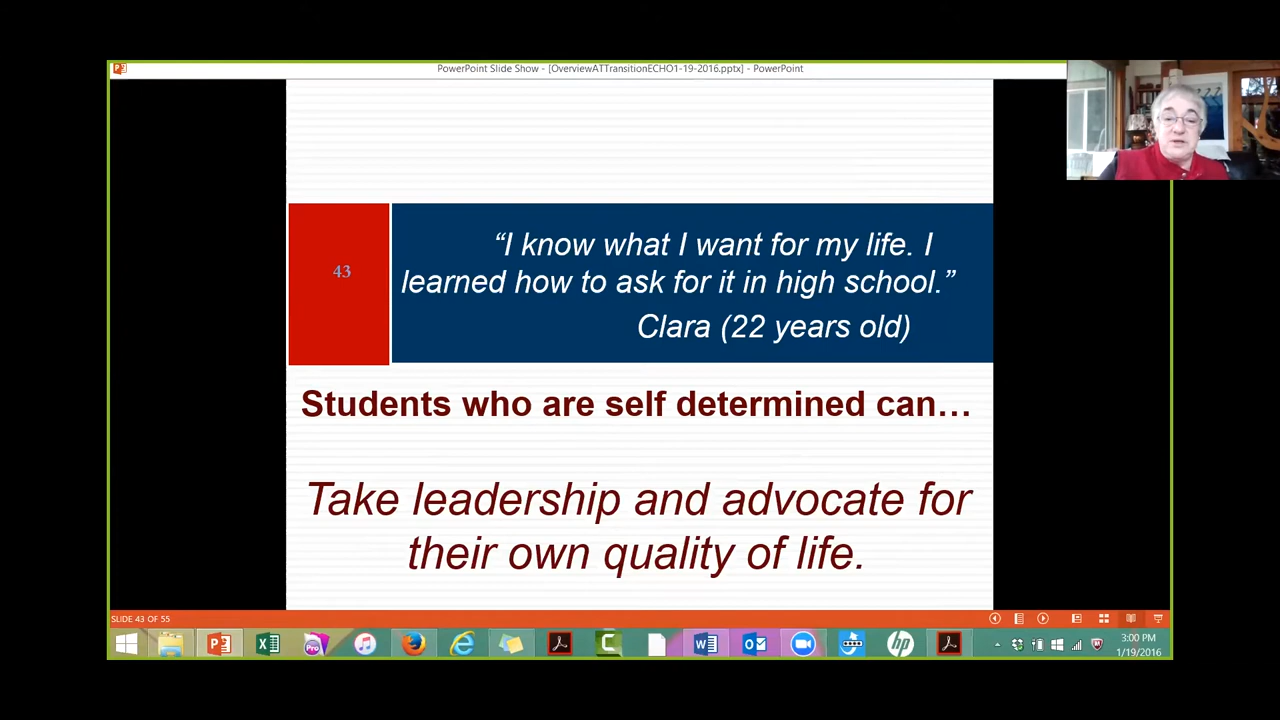 PowerPoint Slide Show - [OverviewATTransitionECHO1-19-2016.pptx] - PowerPoint
43
“I know what I want for my life. I
learned how to ask for it in high school.”
Clara (22 years old)
Students who are self determined can…
Take leadership and advocate for
their own quality of life.
SLIDE 43 OF 55
Pro
hp
3:00 PM
1/19/2016